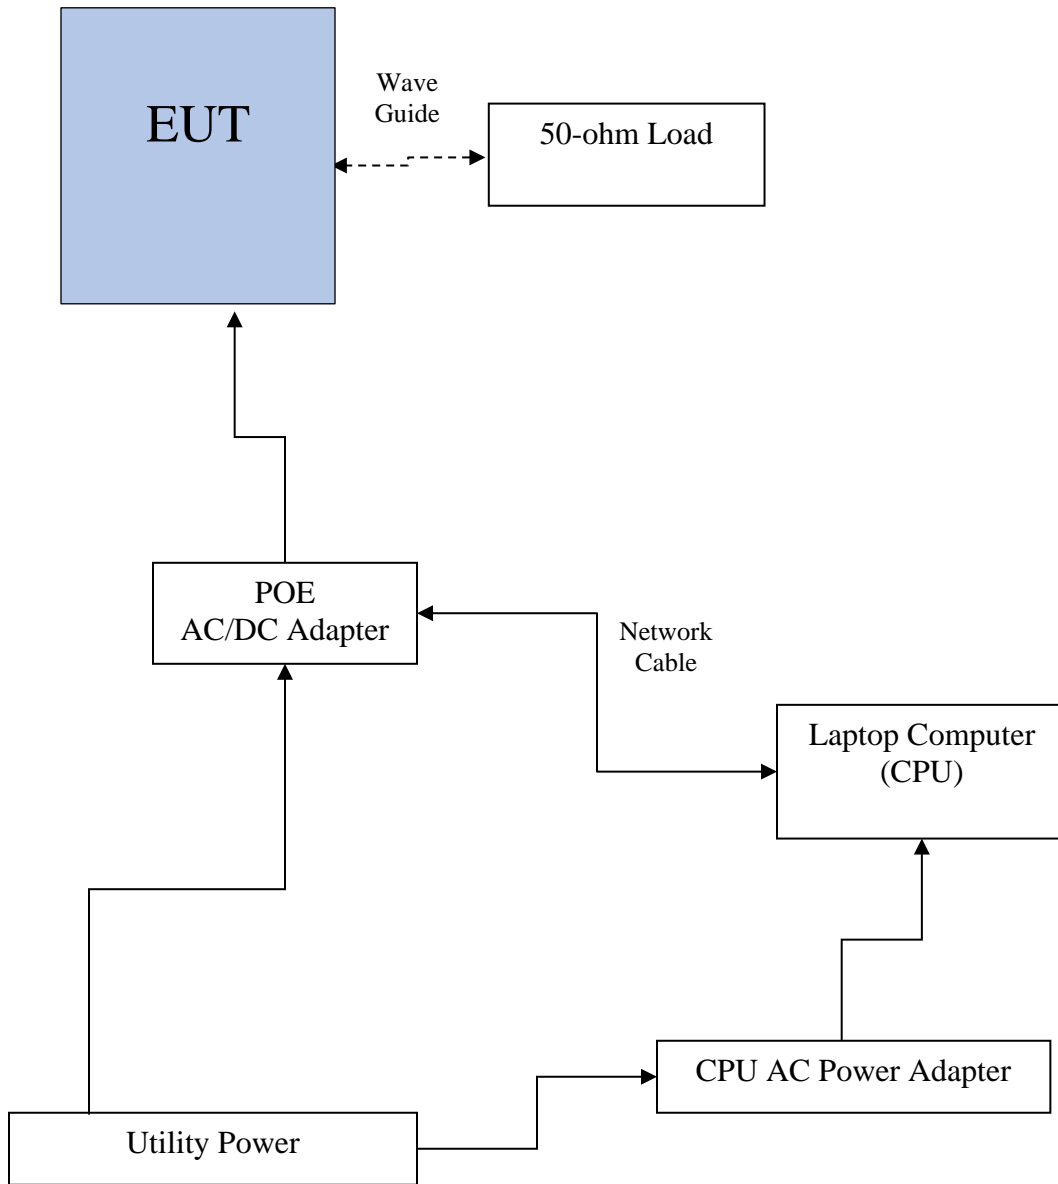 EUT
Wave
Guide
50-ohm Load
POE
AC/DC Adapter
Network
Cable
Laptop Computer
(CPU)
CPU AC Power Adapter
Utility Power